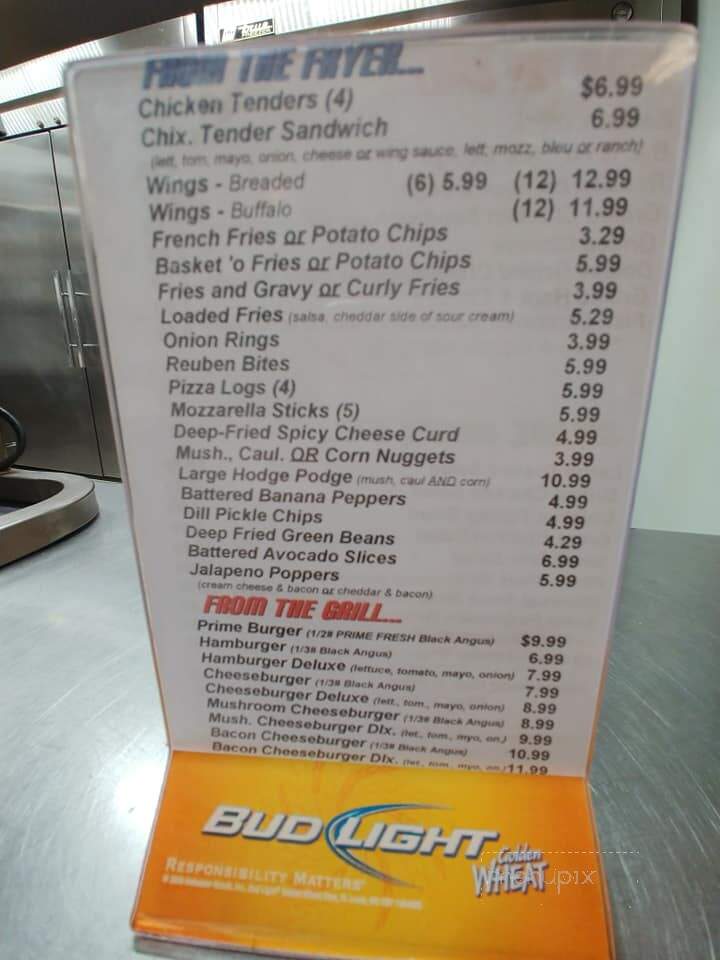 FROM THE FRYER...
Chicken Tenders (4) $6.99
Chix. Tender Sandwich 6.99
(lett, tom, mayo, onion, cheese or wing sauce, lett, mozz, bleu or ranch)
Wings - Breaded (6) 5.99 (12) 12.99
Wings - Buffalo (12) 11.99
French Fries or Potato Chips 3.29
Basket 'o Fries or Potato Chips 5.99
Fries and Gravy or Curly Fries 3.99
Loaded Fries (salsa, cheddar side of sour cream) 5.29
Onion Rings 3.99
Reuben Bites 5.99
Pizza Logs (4) 5.99
Mozzarella Sticks (5) 5.99
Deep-Fried Spicy Cheese Curd 4.99
Mush., Caul. OR Corn Nuggets 3.99
Large Hodge Podge (mush, caul AND corn) 10.99
Battered Banana Peppers 4.99
Dill Pickle Chips 4.99
Deep Fried Green Beans 4.29
Battered Avocado Slices 6.99
Jalapeno Poppers 5.99
(cream cheese & bacon or cheddar & bacon)
FROM THE GRILL...
Prime Burger (1/2# PRIME FRESH Black Angus) $9.99
Hamburger (1/3# Black Angus) 6.99
Hamburger Deluxe (lettuce, tomato, mayo, onion) 7.99
Cheeseburger (1/3# Black Angus) 7.99
Cheeseburger Deluxe (lett., tom., mayo, onion) 8.99
Mushroom Cheeseburger (1/3# Black Angus) 8.99
Mush. Cheeseburger Dlx. (let., tom., myo, on.) 9.99
Bacon Cheeseburger (1/3# Black Angus) 10.99
Bacon Cheeseburger Dlx. (let., tom., myo, on.) 11.99
BUD LIGHT
Golden
WHEAT
RESPONSIBILITY MATTERS